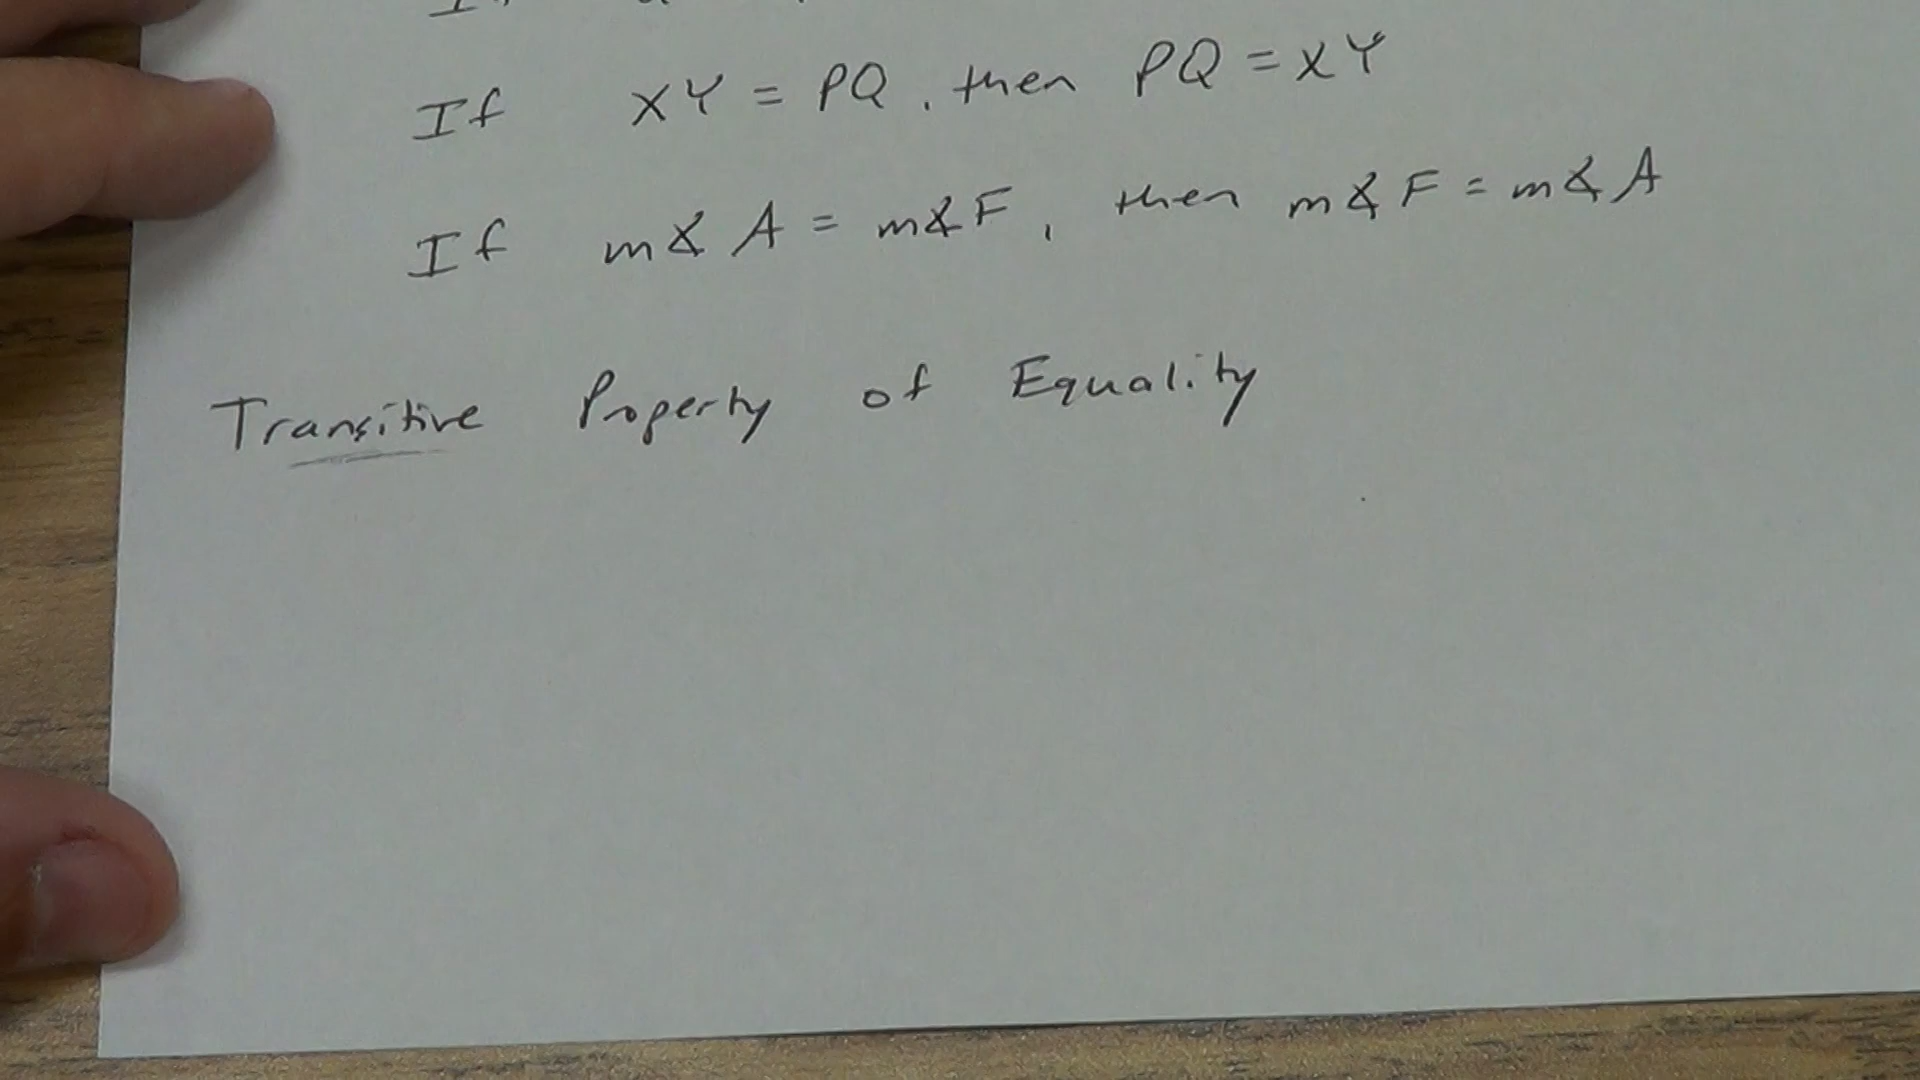 If XY = PQ, then PQ = XY
If m∡ A = m∡F, then m∡F = m∡ A
Transitive Property of Equality